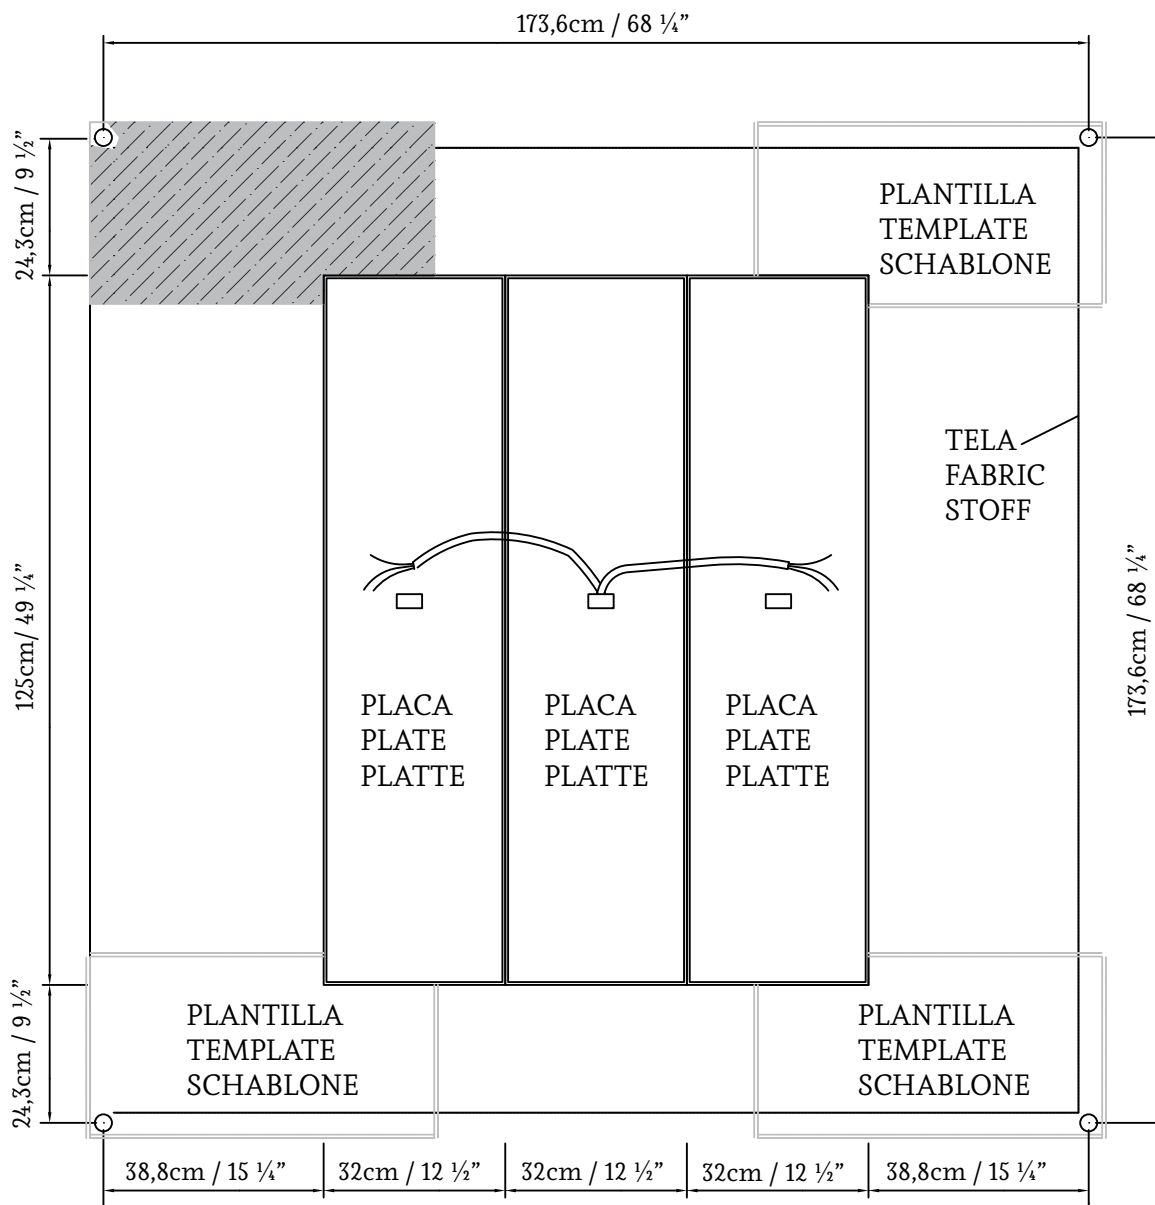 173,6cm / 68 ¼”
24,3cm / 9 ½”
PLANTILLA
TEMPLATE
SCHABLONE
TELA
FABRIC
STOFF
125cm/ 49 ¼”
173,6cm / 68 ¼”
PLACA
PLATE
PLATTE
PLACA
PLATE
PLATTE
PLACA
PLATE
PLATTE
24,3cm / 9 ½”
PLANTILLA
TEMPLATE
SCHABLONE
PLANTILLA
TEMPLATE
SCHABLONE
38,8cm / 15 ¼”
32cm / 12 ½”
32cm / 12 ½”
32cm / 12 ½”
38,8cm / 15 ¼”